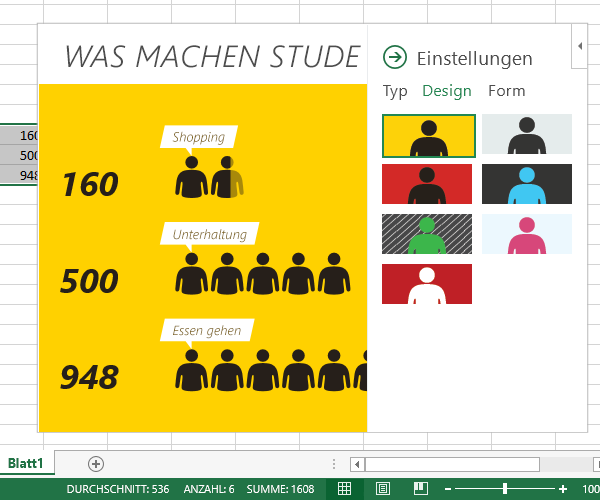 WAS MACHEN STUDE
Einstellungen
Typ Design Form
Shopping
160
160
500
948
Unterhaltung
500
Essen gehen
948
Blatt1
DURCHSCHNITT: 536 ANZAHL: 6 SUMME: 1608
100